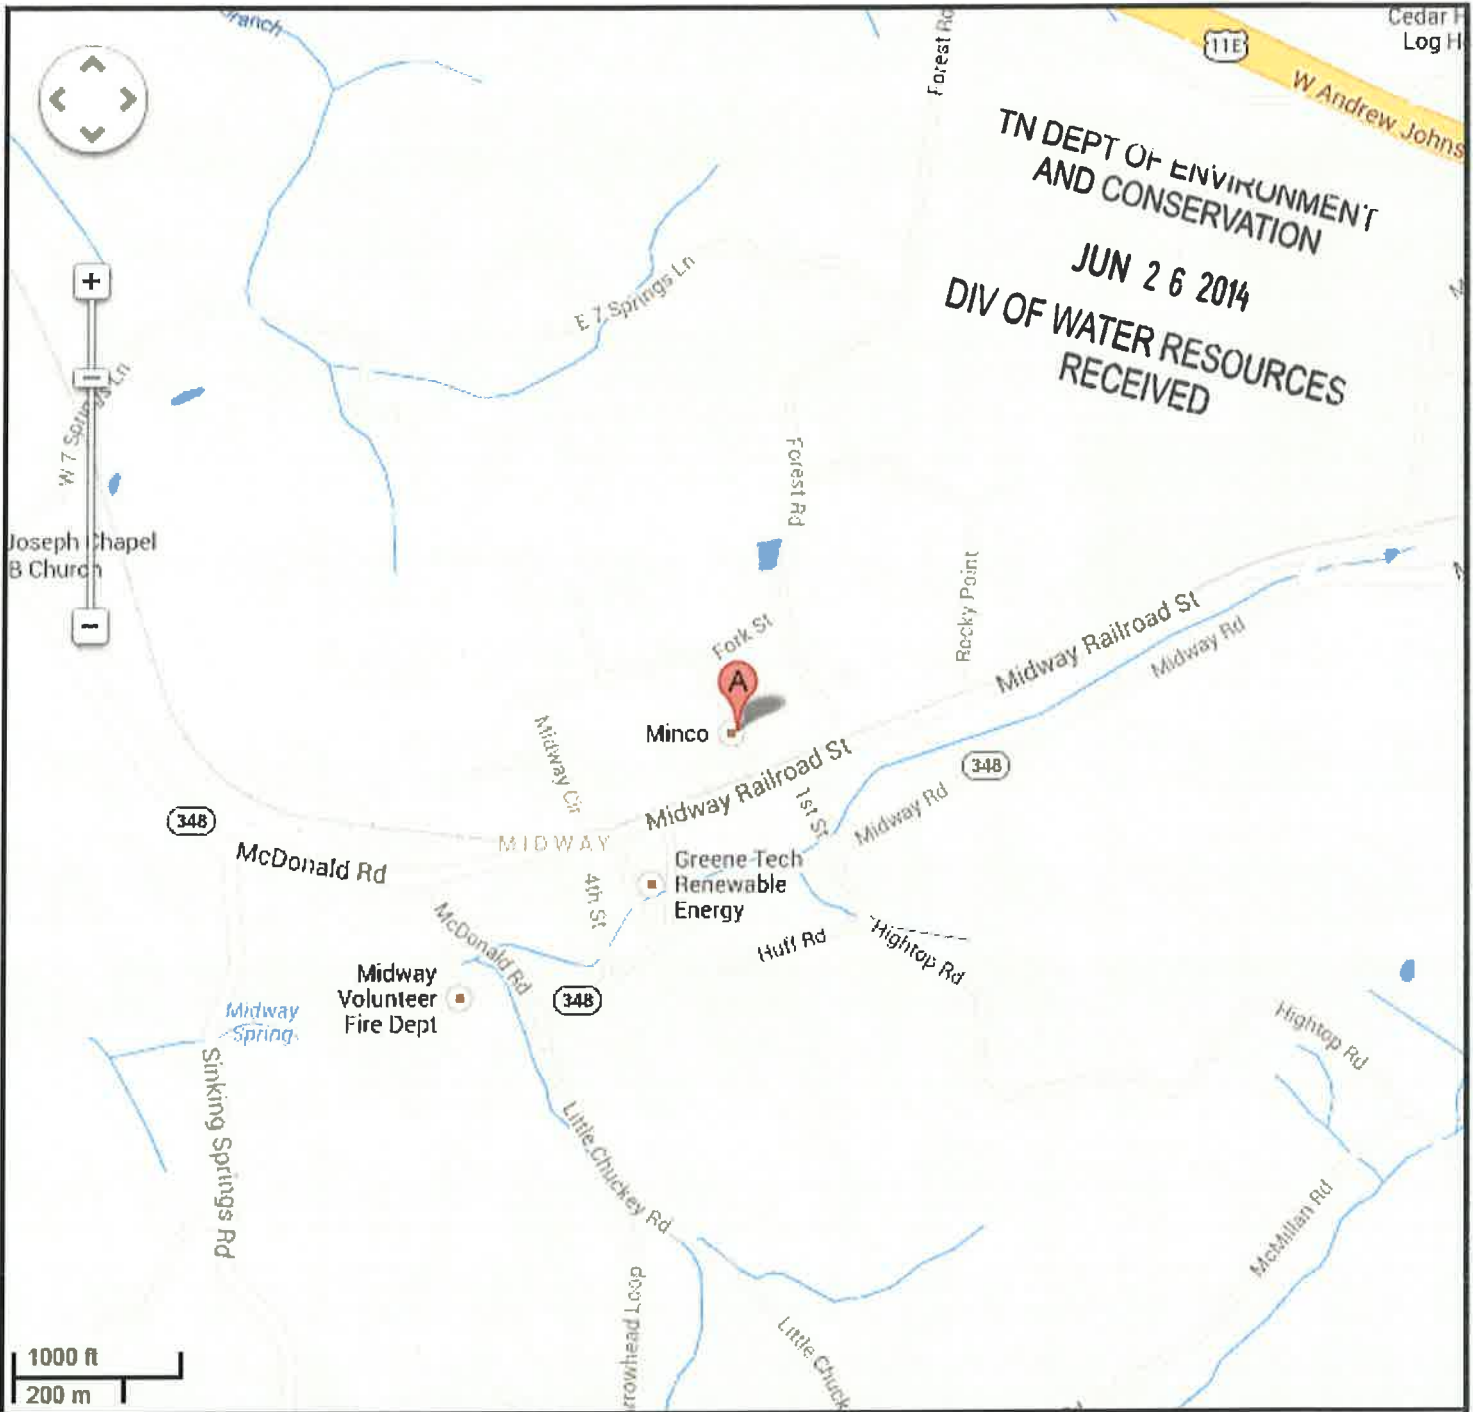 Branch
Forest Rd
11E
Cedar H
Log H
W Andrew Johns
TN DEPT OF ENVIRONMENT
AND CONSERVATION
JUN 26 2014
DIV OF WATER RESOURCES
RECEIVED
+
E 7 Springs Ln
−
W 7 Springs Ln
Forest Rd
Joseph Chapel
B Church
Rocky Point
−
Fork St
Midway Railroad St
Midway Rd
A
Minco
Midway Cir
Midway Railroad St
348
1st St
Midway Rd
348
MIDWAY
McDonald Rd
Greene Tech
Renewable
Energy
4th St
McDonald Rd
Huff Rd
Hightop Rd
Midway
Volunteer
Fire Dept
348
Midway
Spring
Hightop Rd
Sinking Springs Rd
Little Chuckey Rd
McMillan Rd
rrowhead Loop
Little Chuck
1000 ft
200 m